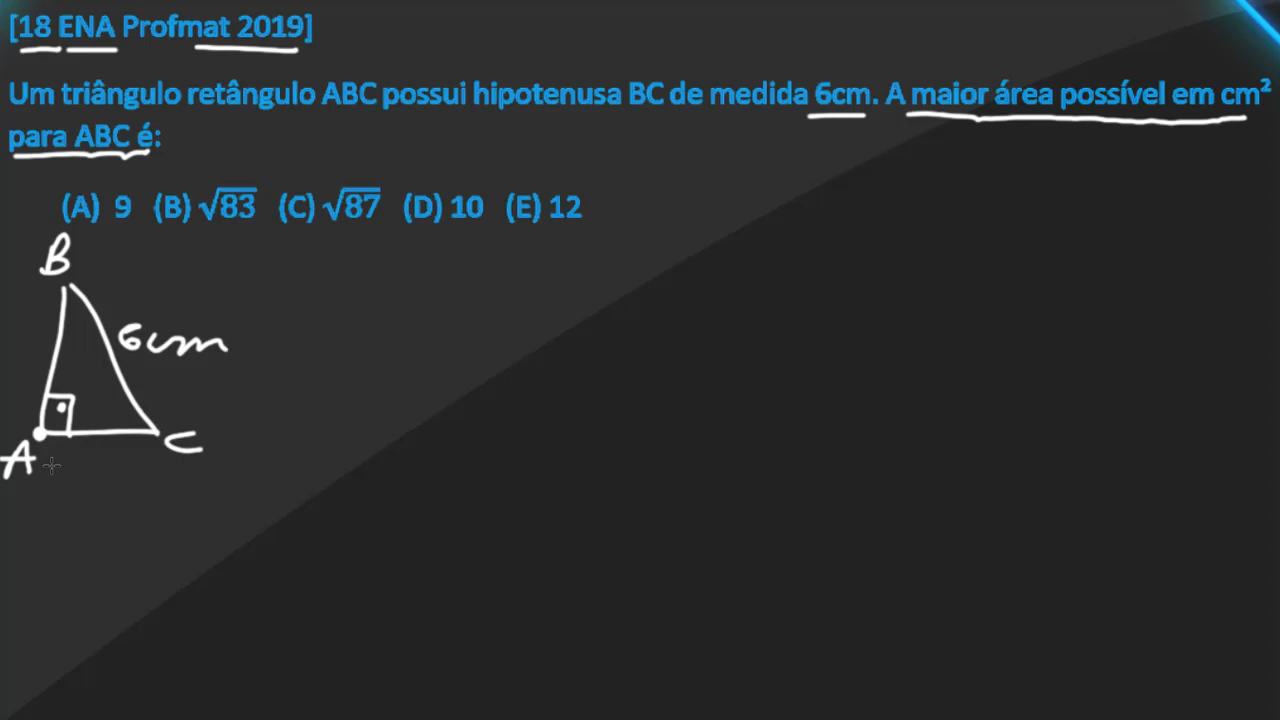 [18 ENA Profmat 2019]
Um triângulo retângulo ABC possui hipotenusa BC de medida 6cm. A maior área possível em cm²
para ABC é:
(A) 9 (B) √83 (C) √87 (D) 10 (E) 12
B
6cm
C
A